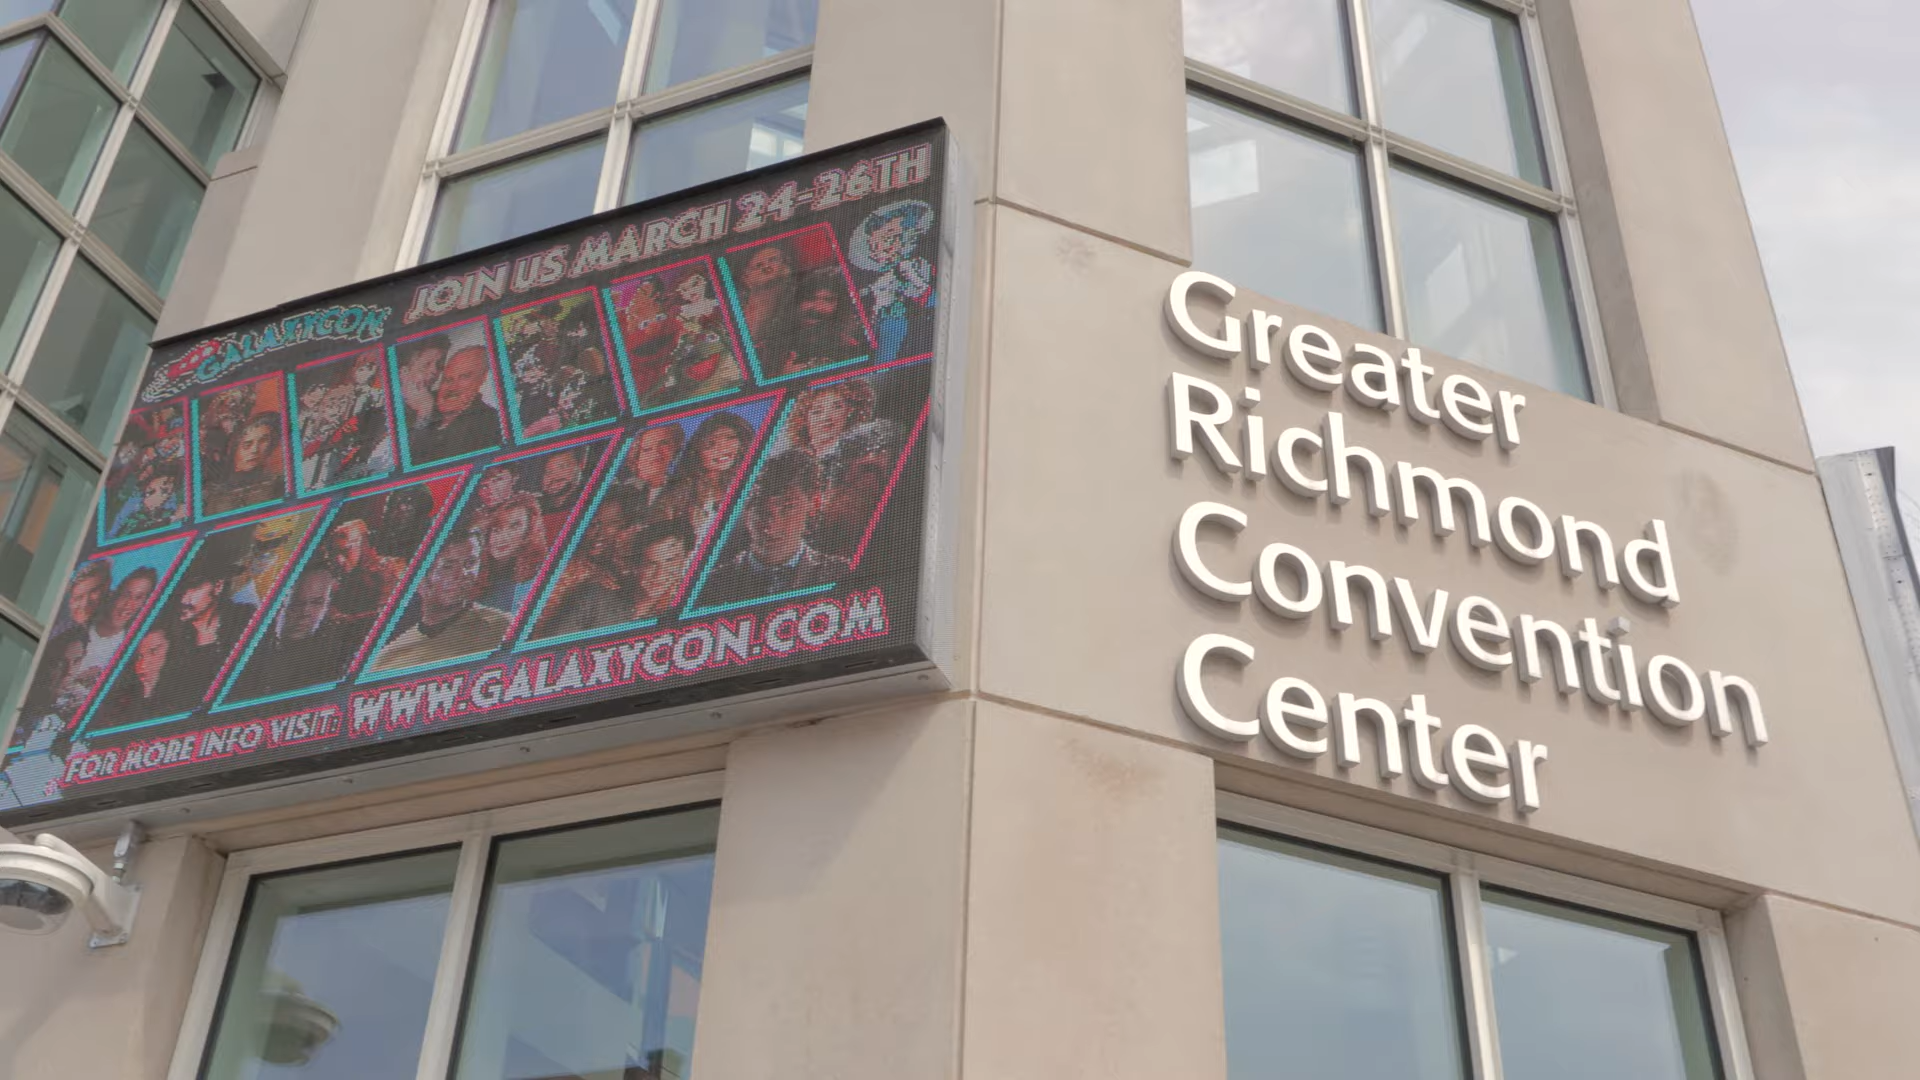 JOIN US MARCH 24-26TH
GALAXYCON
FOR MORE INFO VISIT: WWW.GALAXYCON.COM
Greater
Richmond
Convention
Center